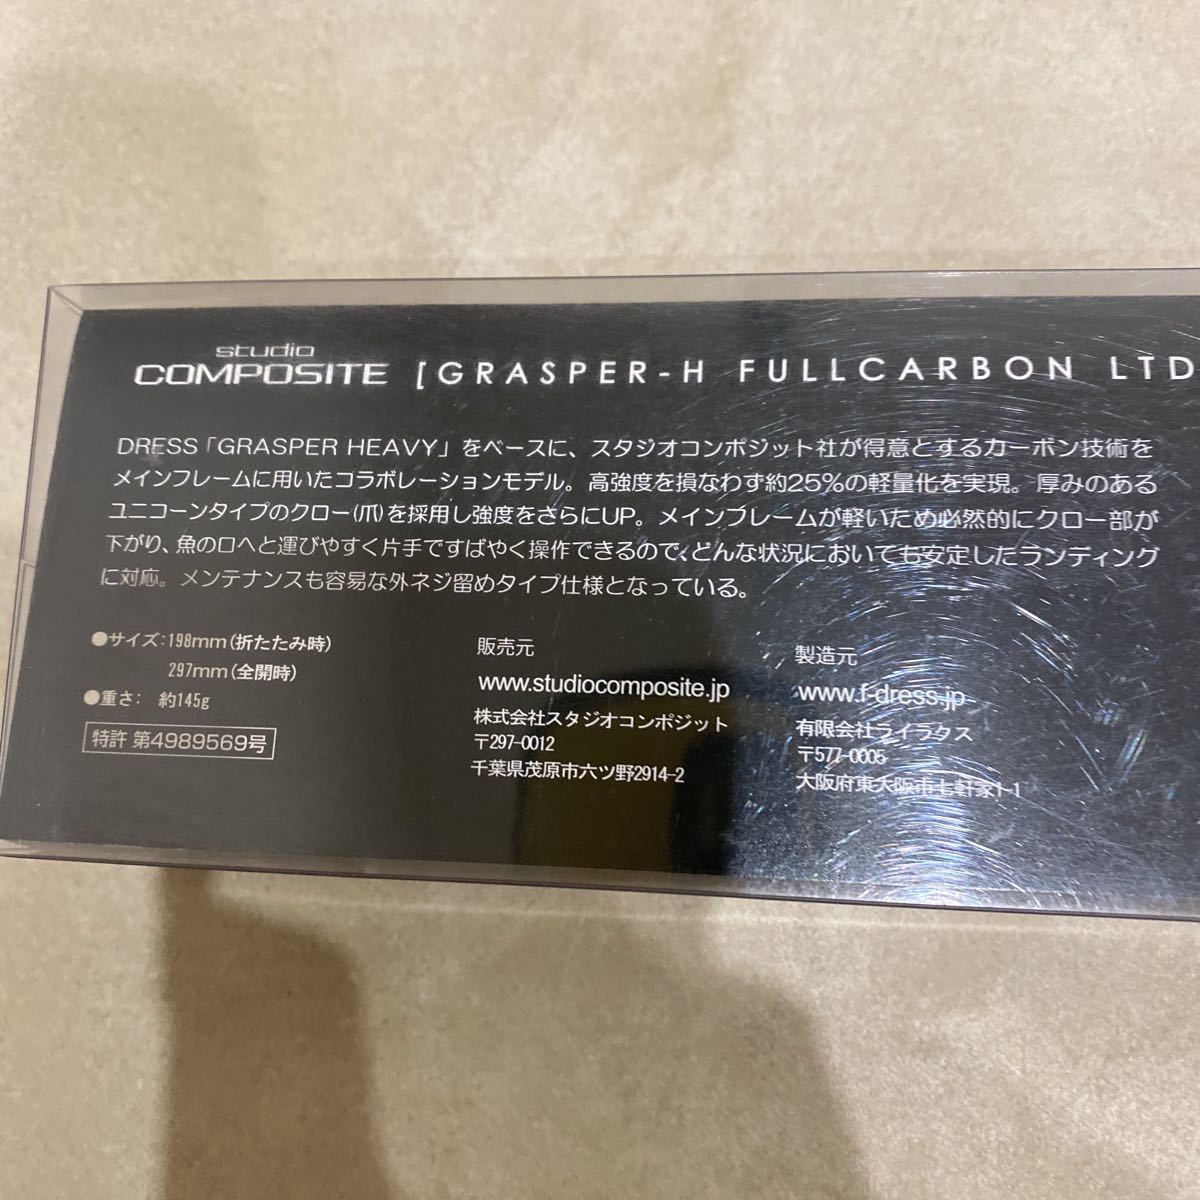 studio
COMPOSITE [GRASPER-H FULLCARBON LTD
DRESS「GRASPER HEAVY」をベースに、スタジオコンポジット社が得意とするカーボン技術を
メインフレームに用いたコラボレーションモデル。高強度を損なわず約25%の軽量化を実現。厚みのある
ユニコーンタイプのクロー(爪)を採用し強度をさらにUP。メインフレームが軽いため必然的にクロー部が
下がり、魚の口へと運びやすく片手ですばやく操作できるので、どんな状況においても安定したランディング
に対応。メンテナンスも容易な外ネジ留めタイプ仕様となっている。
●サイズ:198mm(折たたみ時)
297mm(全開時)
●重さ: 約145g
特許 第4989569号
販売元
www.studiocomposite.jp
株式会社スタジオコンポジット
〒297-0012
千葉県茂原市六ツ野2914-2
製造元
www.f-dress.jp
有限会社ライラクス
〒577-0005
大阪府東大阪市七軒家1-1